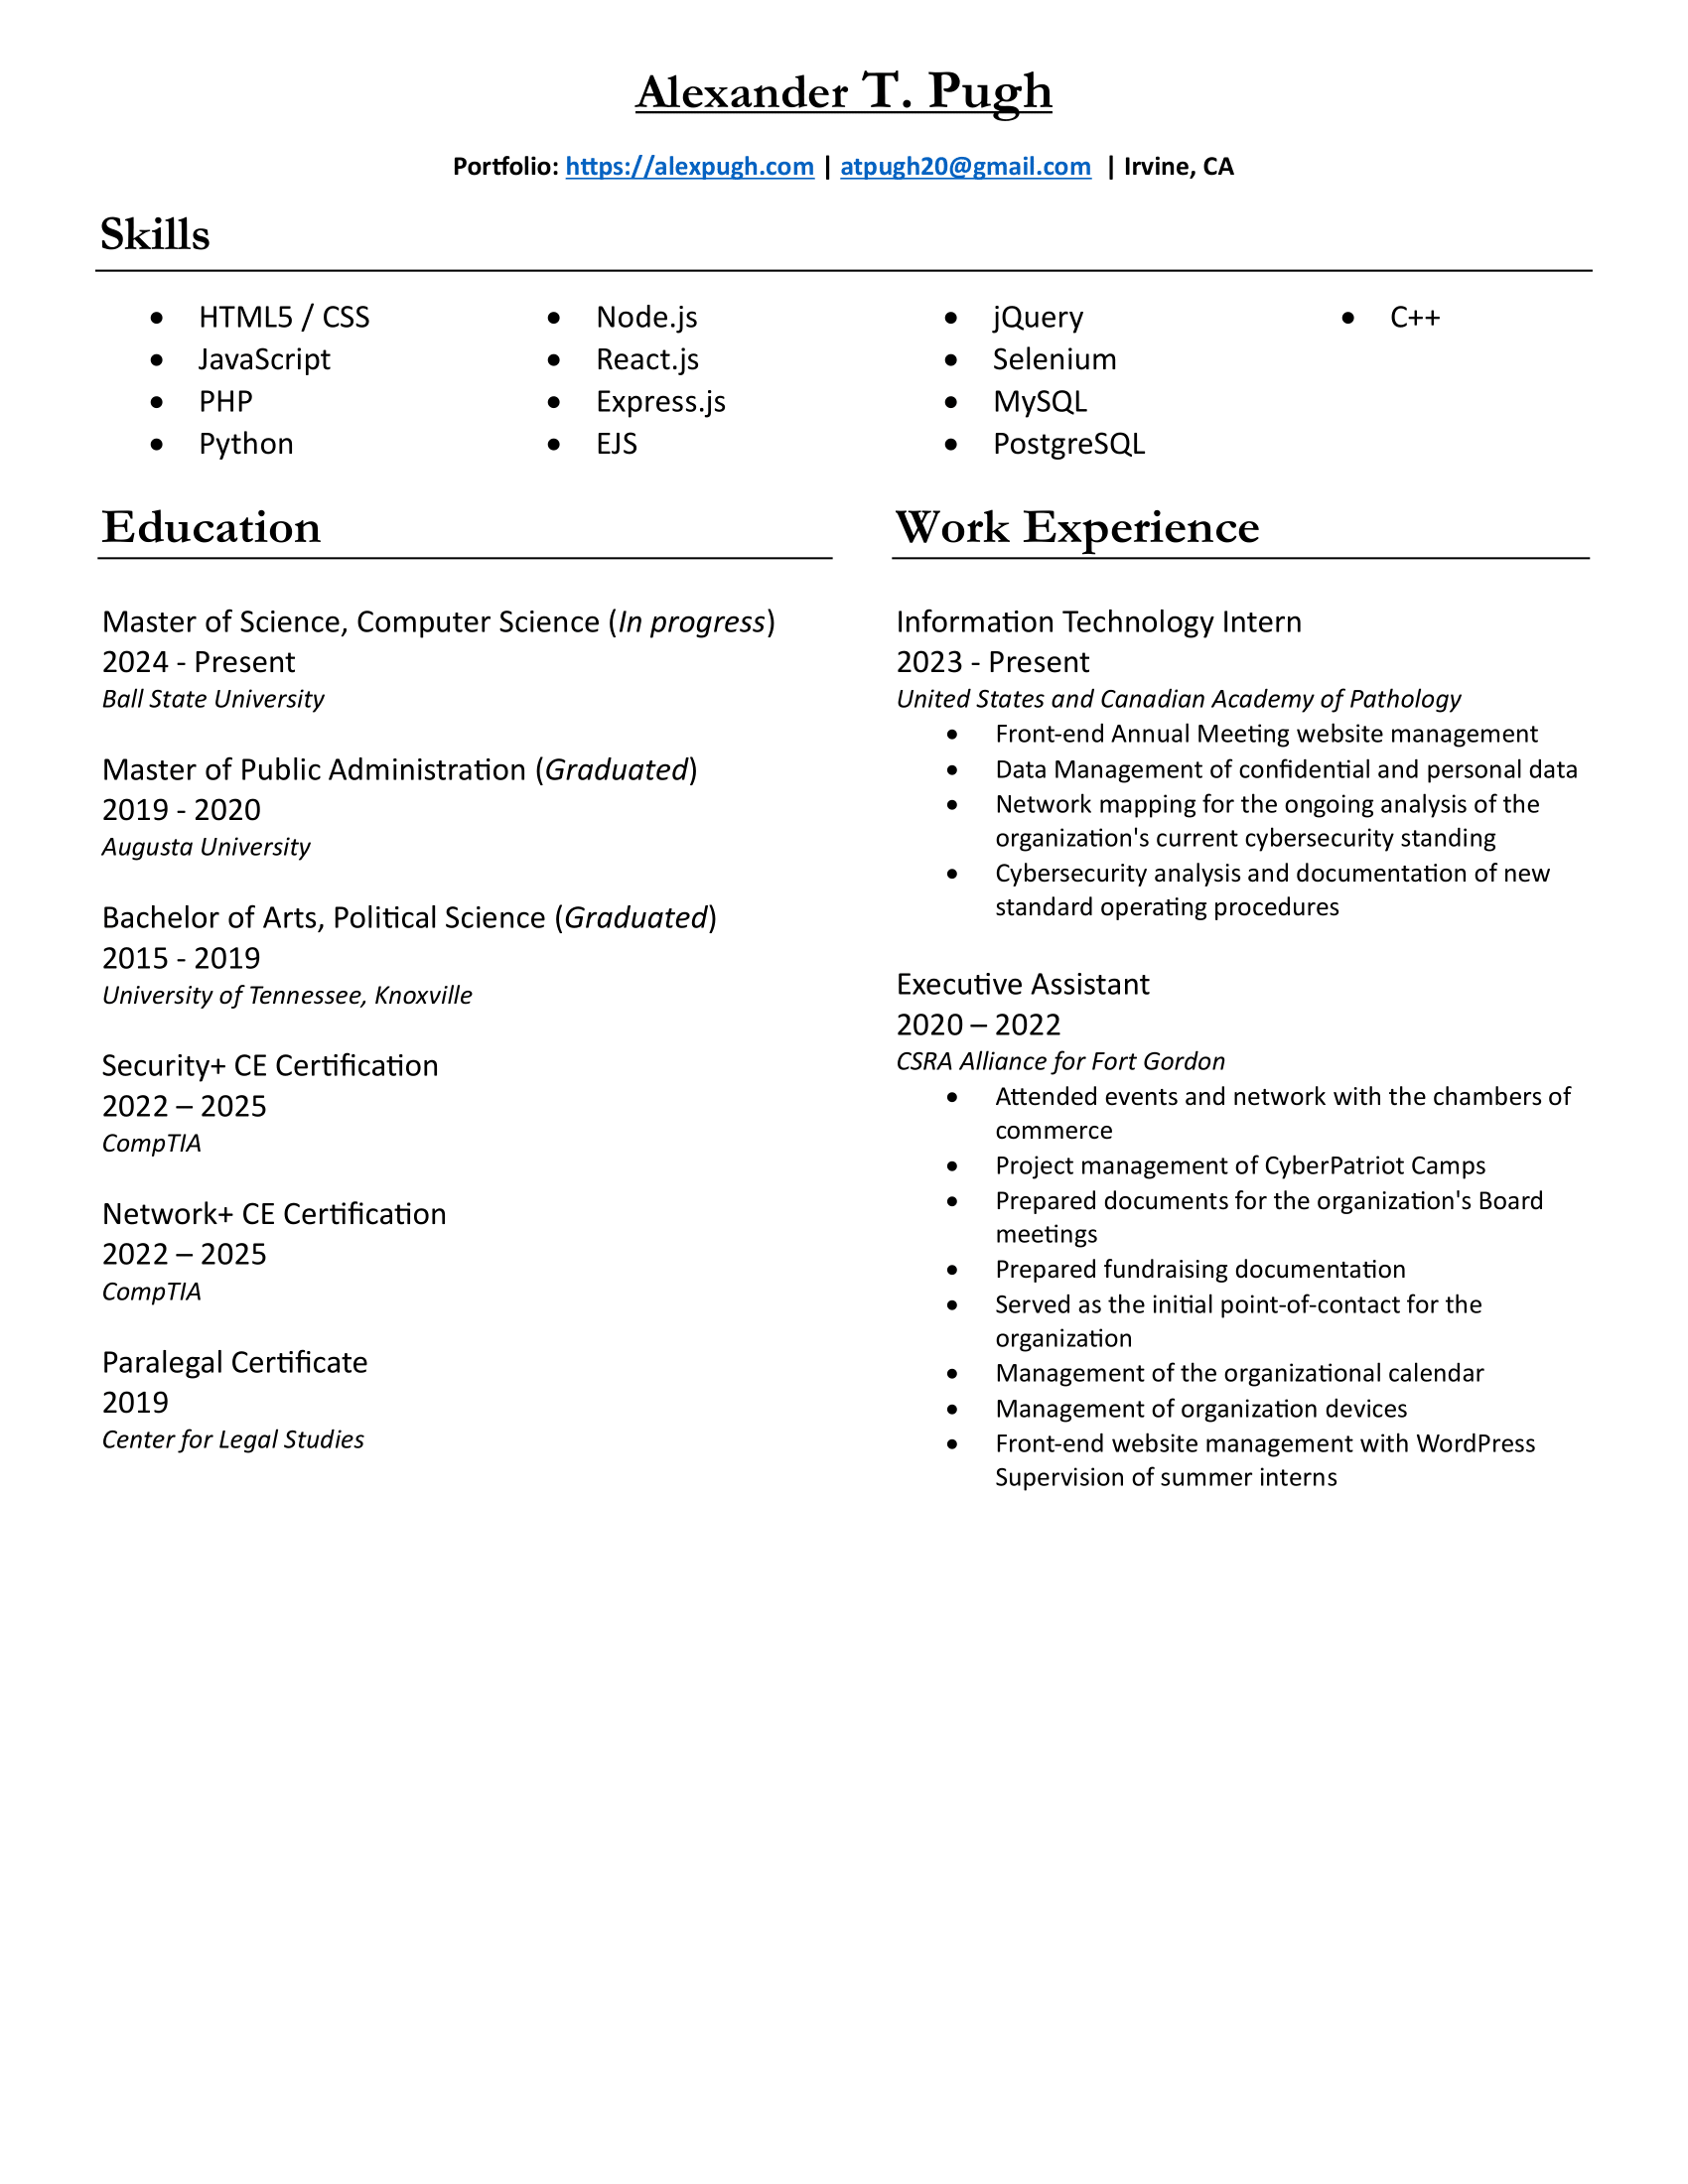 Alexander T. Pugh
Portfolio: https://alexpugh.com | atpugh20@gmail.com | Irvine, CA
Skills
• HTML5 / CSS
• JavaScript
• PHP
• Python
• Node.js
• React.js
• Express.js
• EJS
• jQuery
• Selenium
• MySQL
• PostgreSQL
• C++
Education
Master of Science, Computer Science (In progress)
2024 - Present
Ball State University
Master of Public Administration (Graduated)
2019 - 2020
Augusta University
Bachelor of Arts, Political Science (Graduated)
2015 - 2019
University of Tennessee, Knoxville
Security+ CE Certification
2022 – 2025
CompTIA
Network+ CE Certification
2022 – 2025
CompTIA
Paralegal Certificate
2019
Center for Legal Studies
Work Experience
Information Technology Intern
2023 - Present
United States and Canadian Academy of Pathology
• Front-end Annual Meeting website management
• Data Management of confidential and personal data
• Network mapping for the ongoing analysis of the
organization's current cybersecurity standing
• Cybersecurity analysis and documentation of new
standard operating procedures
Executive Assistant
2020 – 2022
CSRA Alliance for Fort Gordon
• Attended events and network with the chambers of
commerce
• Project management of CyberPatriot Camps
• Prepared documents for the organization's Board
meetings
• Prepared fundraising documentation
• Served as the initial point-of-contact for the
organization
• Management of the organizational calendar
• Management of organization devices
• Front-end website management with WordPress
Supervision of summer interns